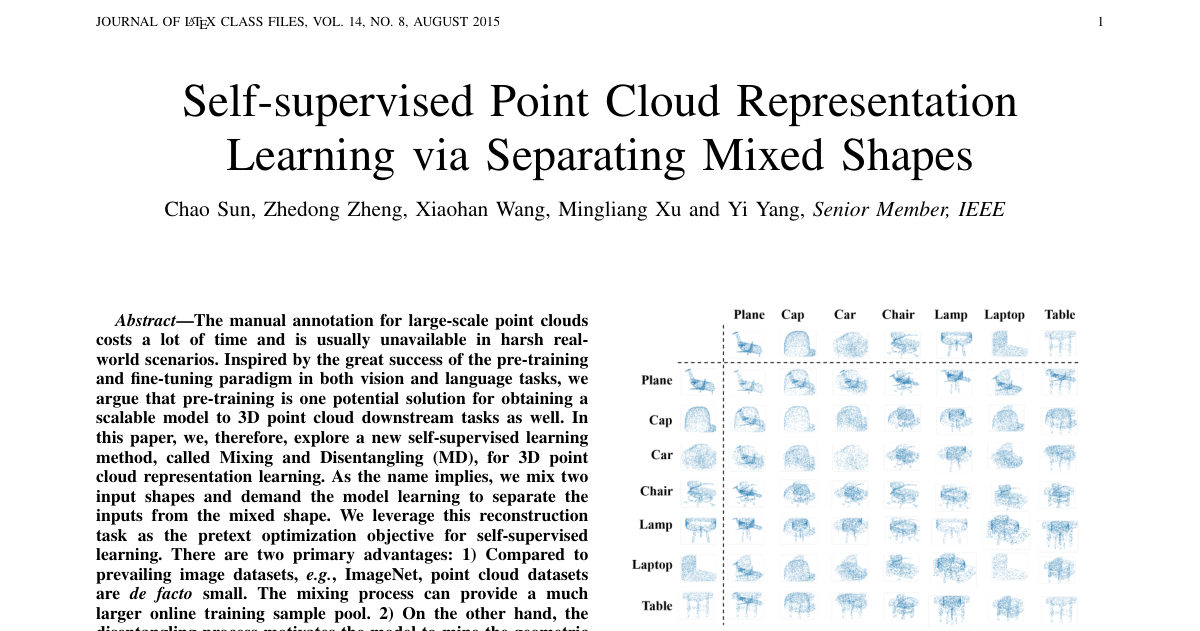 JOURNAL OF LATEX CLASS FILES, VOL. 14, NO. 8, AUGUST 2015
1
Self-supervised Point Cloud Representation
Learning via Separating Mixed Shapes
Chao Sun, Zhedong Zheng, Xiaohan Wang, Mingliang Xu and Yi Yang, Senior Member, IEEE
Abstract—The manual annotation for large-scale point clouds
costs a lot of time and is usually unavailable in harsh real-
world scenarios. Inspired by the great success of the pre-training
and fine-tuning paradigm in both vision and language tasks, we
argue that pre-training is one potential solution for obtaining a
scalable model to 3D point cloud downstream tasks as well. In
this paper, we, therefore, explore a new self-supervised learning
method, called Mixing and Disentangling (MD), for 3D point
cloud representation learning. As the name implies, we mix two
input shapes and demand the model learning to separate the
inputs from the mixed shape. We leverage this reconstruction
task as the pretext optimization objective for self-supervised
learning. There are two primary advantages: 1) Compared to
prevailing image datasets, e.g., ImageNet, point cloud datasets
are de facto small. The mixing process can provide a much
larger online training sample pool. 2) On the other hand, the
disentangling process motivates the model to mine the geometric
Plane Cap Car Chair Lamp Laptop Table
Plane
Cap
Car
Chair
Lamp
Laptop
Table